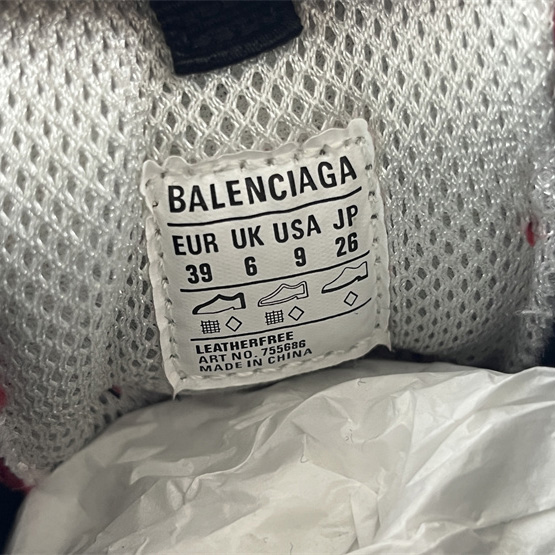 BALENCIAGA
EUR UK USA JP
39 6 9 26
LEATHERFREE
ART NO. 755686
MADE IN CHINA